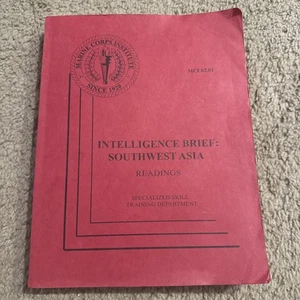 MARINE CORPS INSTITUTE
SINCE 1920
INTELLIGENCE BRIEF:
SOUTHWEST ASIA
READINGS
SPECIALIZED SKILL
TRAINING DEPARTMENT